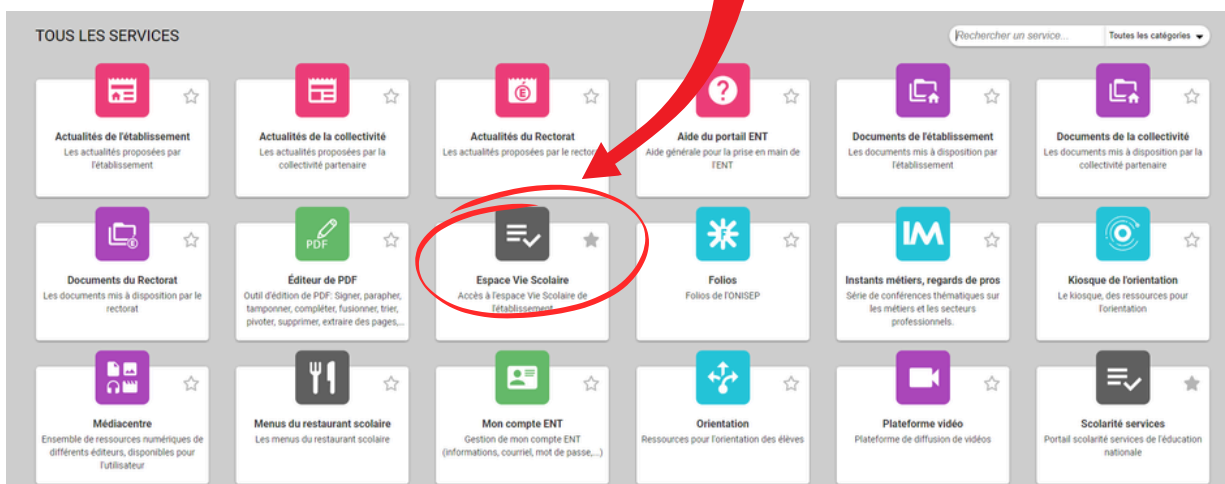 TOUS LES SERVICES
Rechercher un service...
Toutes les catégories
Actualités de l'établissement
Les actualités proposées par
l'établissement
Actualités de la collectivité
Les actualités proposées par la
collectivité partenaire
Actualités du Rectorat
Les actualités proposées par le
Aide du portail ENT
Aide générale pour la prise en main de
l'ENT
Documents de l'établissement
Les documents mis à disposition par
l'établissement
Documents de la collectivité
Les documents mis à disposition par la
collectivité partenaire
Documents du Rectorat
Les documents mis à disposition par le
rectorat
PDF
Éditeur de PDF
Outil d'édition de PDF: Signer, parapher,
tamponner, compléter, fusionner, trier,
pivoter, supprimer, extraire des pages,...
Espace Vie Scolaire
Accès à l'espace Vie Scolaire de
l'établissement
Folios
Folios de l'ONISEP
IM
Instants métiers, regards de pros
Série de conférences thématiques sur
les métiers et les secteurs
professionnels.
Kiosque de l'orientation
Le kiosque, des ressources pour
l'orientation
Médiacentre
Ensemble de ressources numériques de
différents éditeurs, disponibles pour
l'utilisateur
Menus du restaurant scolaire
Les menus du restaurant scolaire
Mon compte ENT
Gestion de mon compte ENT
(informations, courriel, mot de passe,...)
Orientation
Ressources pour l'orientation des élèves
Plateforme vidéo
Plateforme de diffusion de vidéos
Scolarité services
Portail scolarité services de l'éducation
nationale